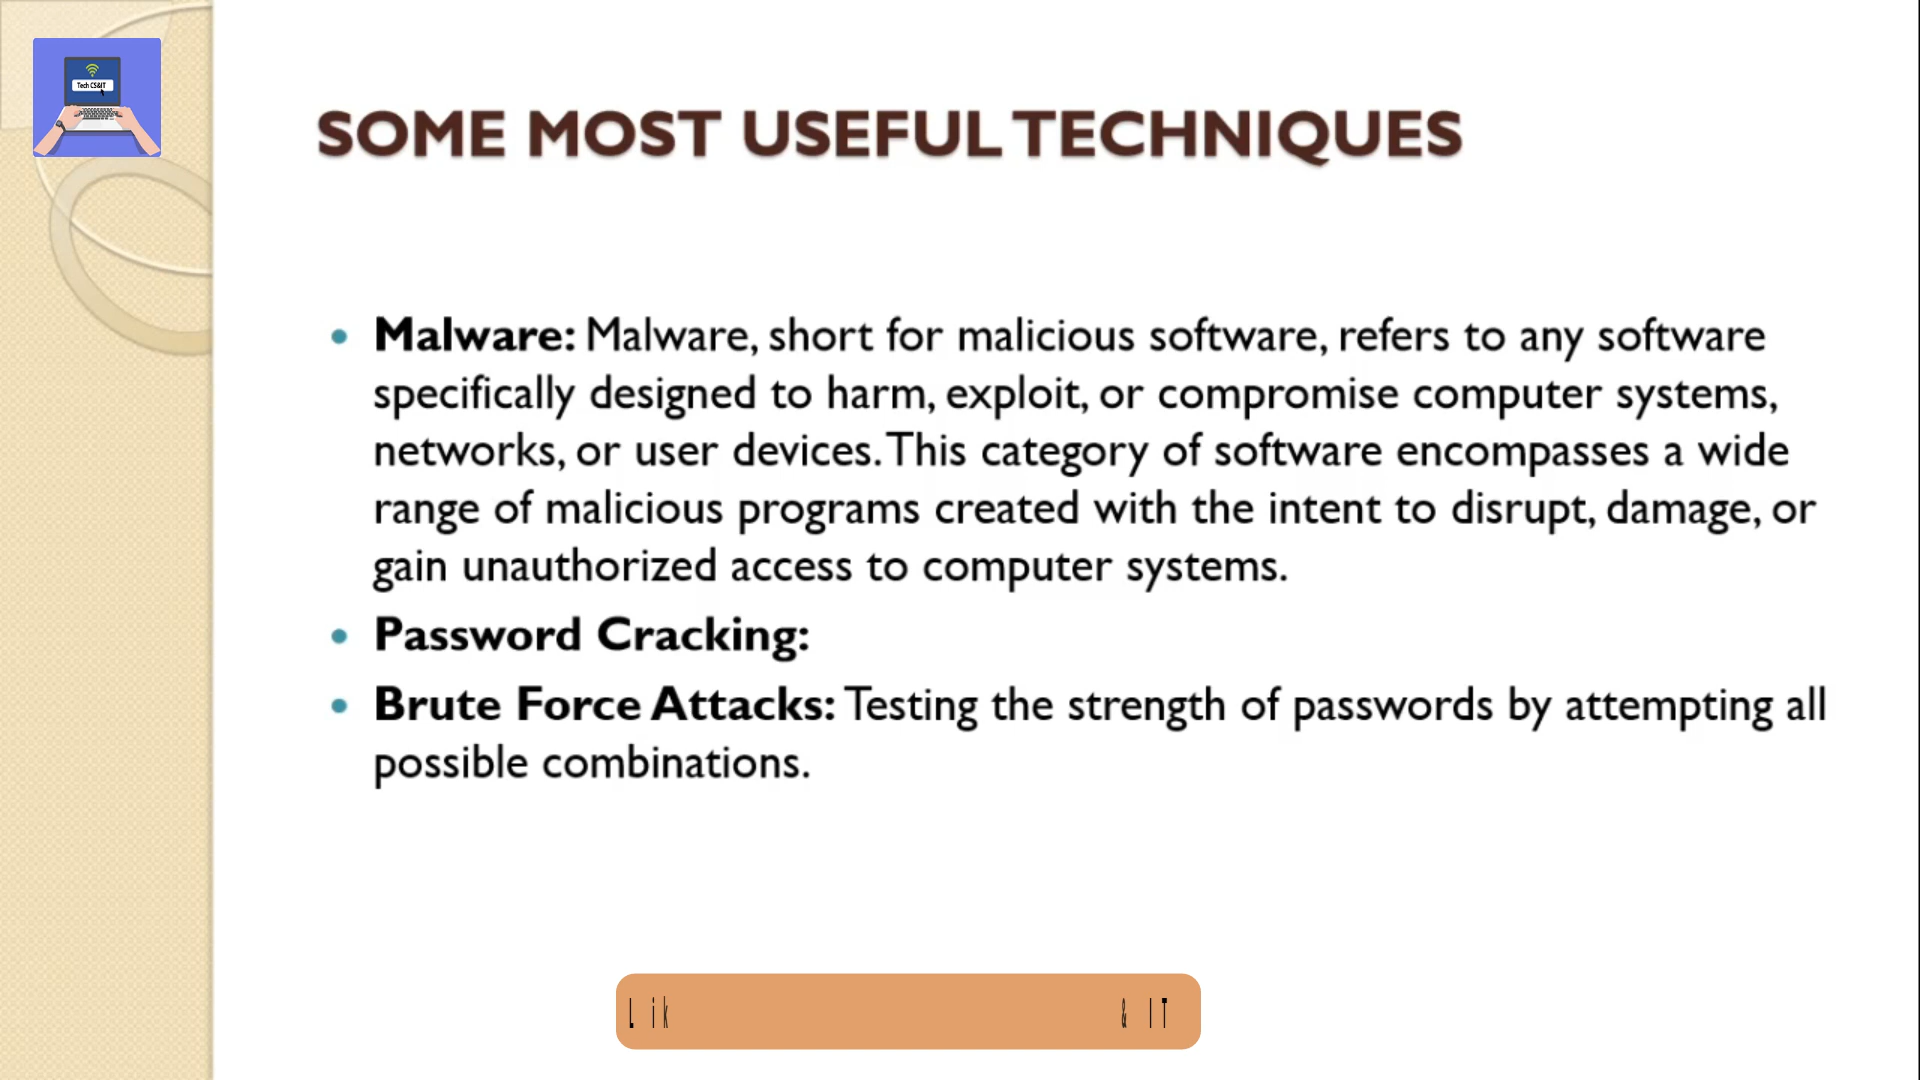 Tech CS&IT
SOME MOST USEFUL TECHNIQUES
• Malware: Malware, short for malicious software, refers to any software
specifically designed to harm, exploit, or compromise computer systems,
networks, or user devices. This category of software encompasses a wide
range of malicious programs created with the intent to disrupt, damage, or
gain unauthorized access to computer systems.
• Password Cracking:
• Brute Force Attacks: Testing the strength of passwords by attempting all
possible combinations.
Lik & IT